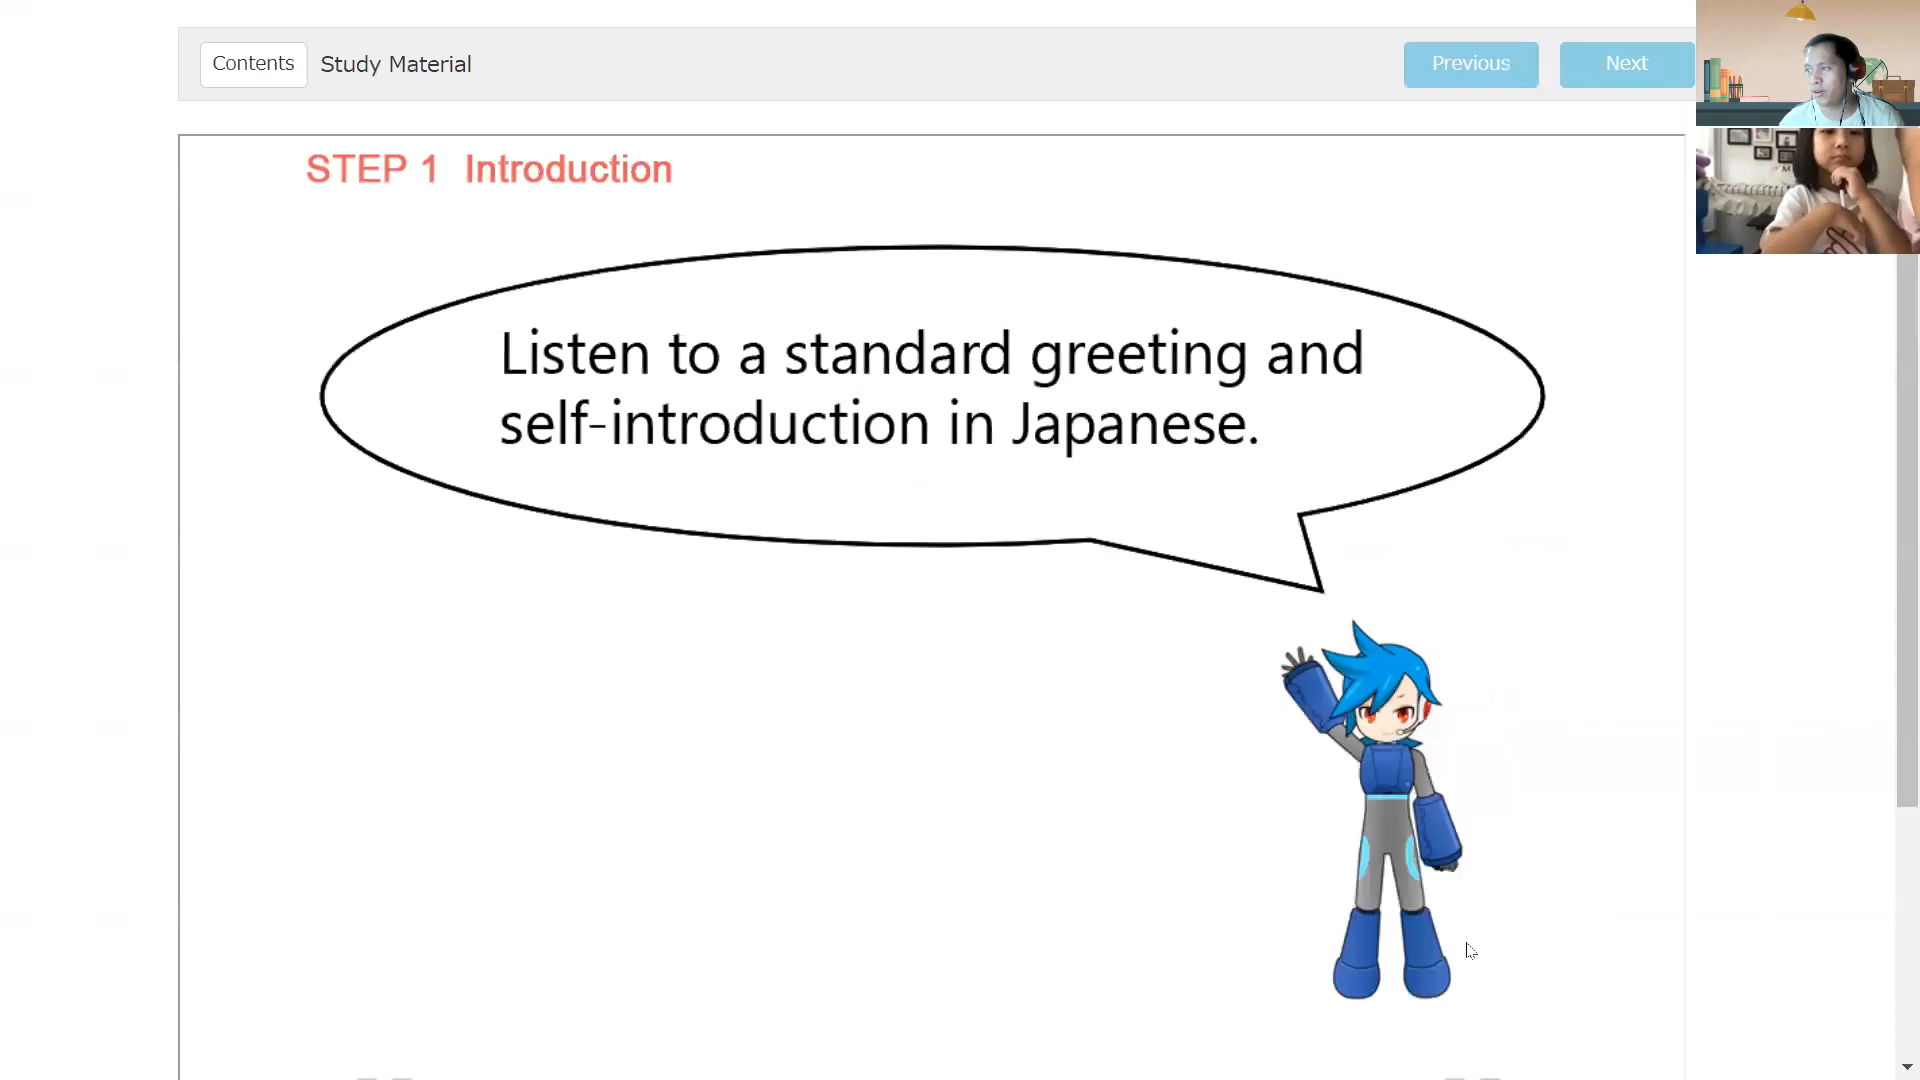 Contents Study Material Previous Next
STEP 1 Introduction
Listen to a standard greeting and
self-introduction in Japanese.